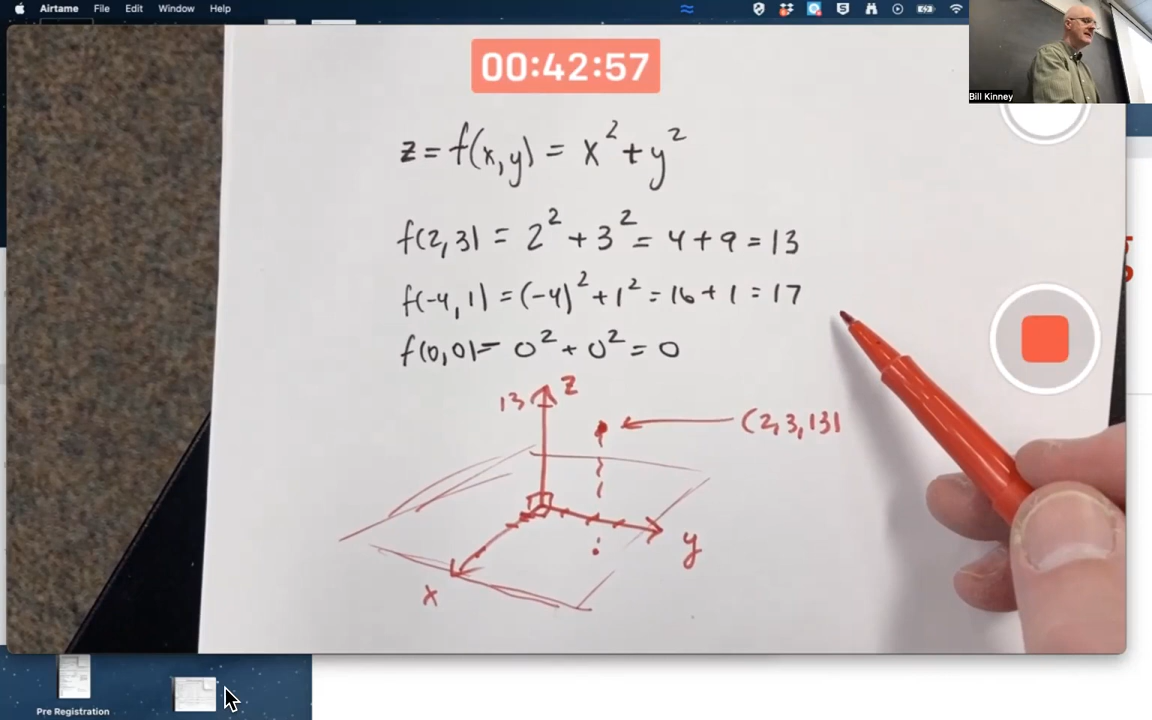 Airtame File Edit Window Help
00:42:57
Bill Kinney
z = f(x,y) = x² + y²
f(2,3) = 2² + 3² = 4 + 9 = 13
f(-4,1) = (-4)² + 1² = 16 + 1 = 17
f(0,0) = 0² + 0² = 0
13 z
(2,3,13)
y
x
Pre Registration